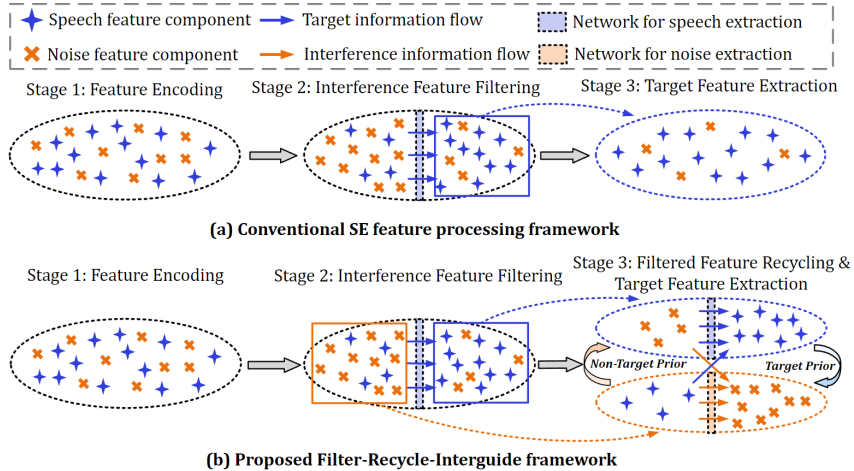 Speech feature component
Target information flow
Network for speech extraction
Noise feature component
Interference information flow
Network for noise extraction
Stage 1: Feature Encoding
Stage 2: Interference Feature Filtering
Stage 3: Target Feature Extraction
(a) Conventional SE feature processing framework
Stage 1: Feature Encoding
Stage 2: Interference Feature Filtering
Stage 3: Filtered Feature Recycling &
Target Feature Extraction
Non-Target Prior
Target Prior
(b) Proposed Filter-Recycle-Interguide framework